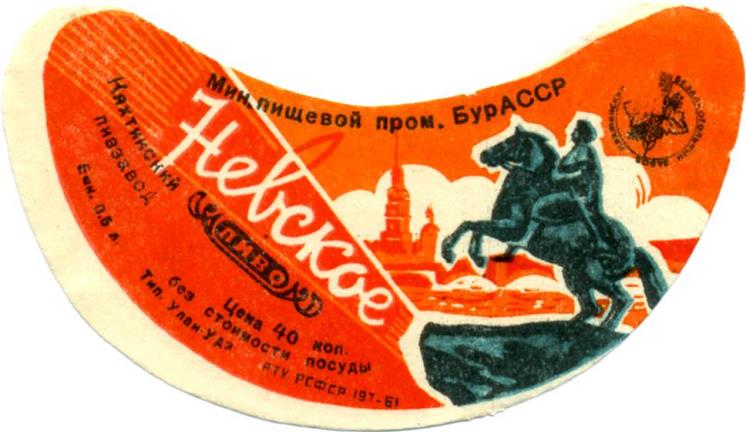 Мин. пищевой пром. БурАССР
Кяхтинский
пивзавод
Емк. 0,5 л.
Невское
ПИВО
Цена 40 коп.
без стоимости посуды
Тип. Улан-Удэ
РТУ РСФСР 197-61